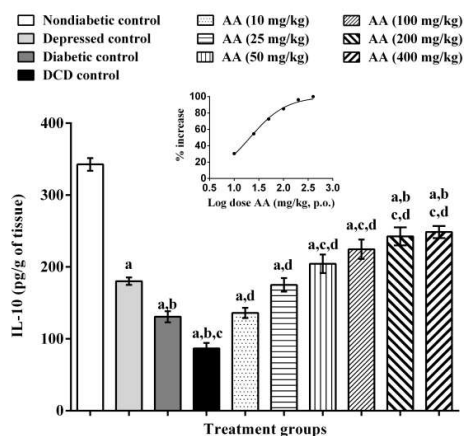 Nondiabetic control
Depressed control
Diabetic control
DCD control
AA (10 mg/kg)
AA (25 mg/kg)
AA (50 mg/kg)
AA (100 mg/kg)
AA (200 mg/kg)
AA (400 mg/kg)
% increase
100
80
60
40
20
0
0.5 1.0 1.5 2.0 2.5 3.0
Log dose AA (mg/kg, p.o.)
IL-10 (pg/g of tissue)
400
300
200
100
0
a
a,b
a,b,c
a,d
a,d
a,c,d
a,c,d
a,b
c,d
a,b
c,d
Treatment groups